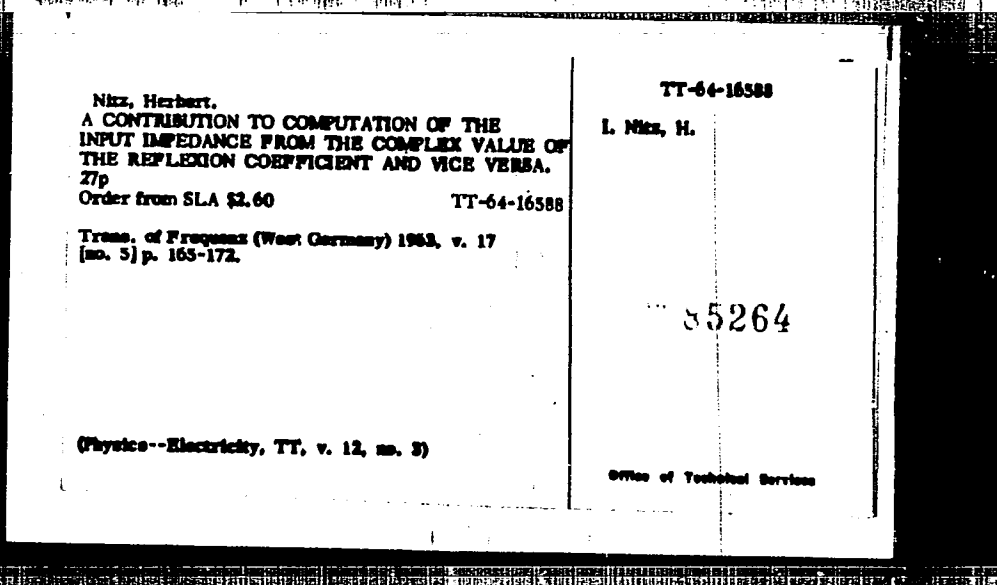 Nitz, Herbert.
A CONTRIBUTION TO COMPUTATION OF THE
INPUT IMPEDANCE FROM THE COMPLEX VALUE OF
THE REFLEXION COEFFICIENT AND VICE VERSA.
27p
Order from SLA $2.60 TT-64-16588
Trans. of Frequenz (West Germany) 1963, v. 17
[no. 5] p. 165-172.
(Physics--Electricity, TT, v. 12, no. 3)
TT-64-16588
I. Nitz, H.
85264
Office of Technical Services